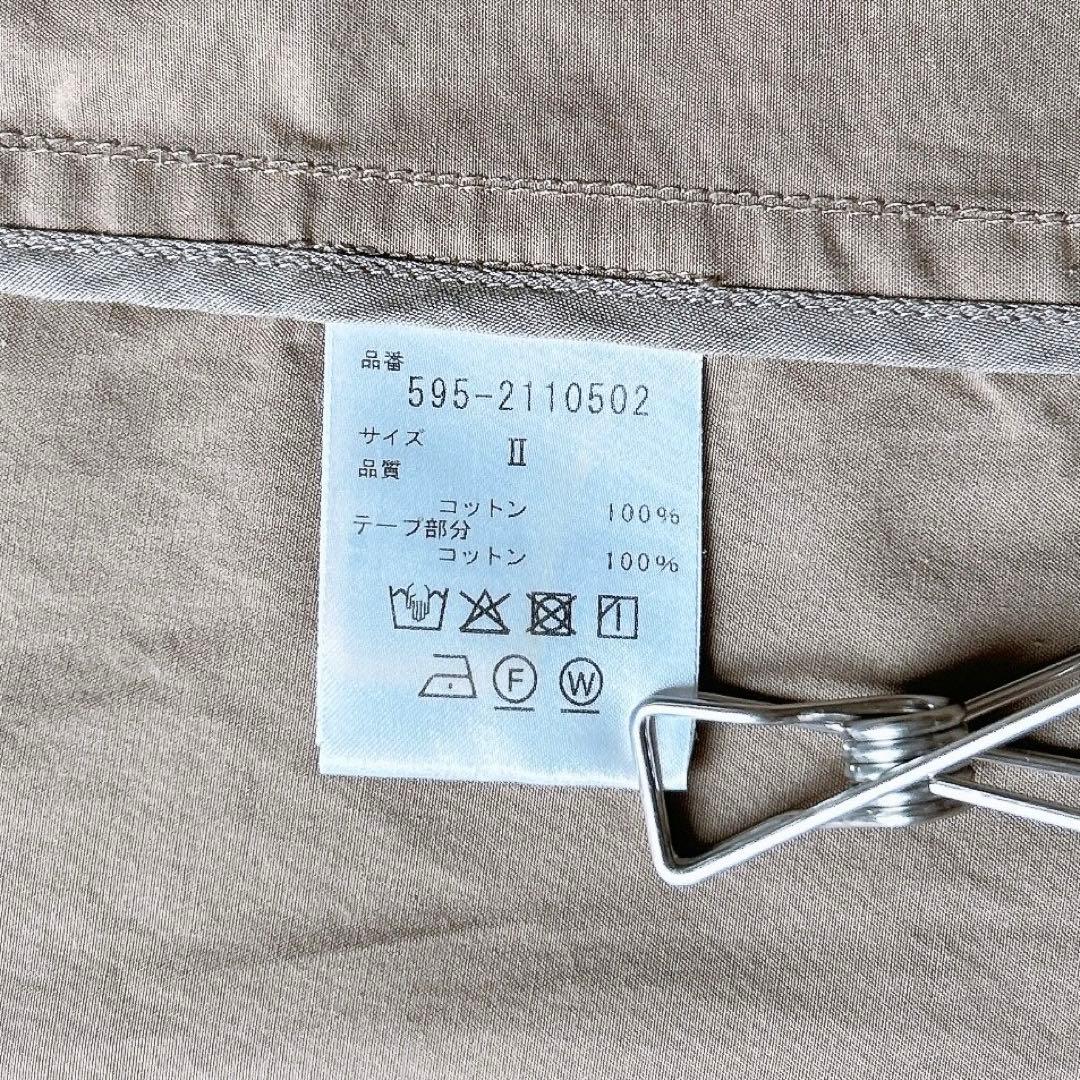 品番
595-2110502
サイズ Ⅱ
品質
コットン 100%
テープ部分
コットン 100%
F W